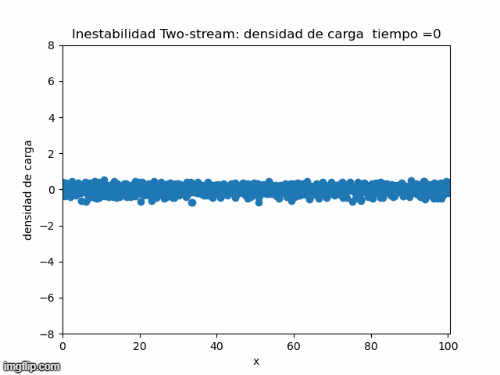 Inestabilidad Two-stream: densidad de carga tiempo =0
8
6
4
2
0
−2
−4
−6
−8
densidad de carga
0 20 40 60 80 100
x
imgflip.com